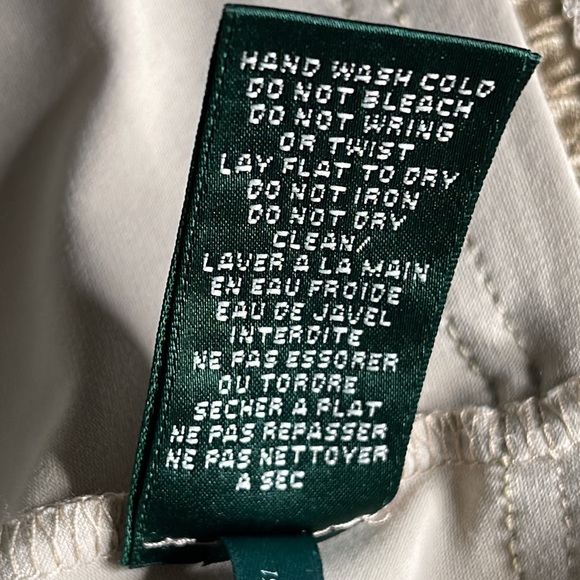 HAND WASH COLD
DO NOT BLEACH
DO NOT WRING
OR TWIST
LAY FLAT TO DRY
DO NOT IRON
DO NOT DRY
CLEAN/
LAVER A LA MAIN
EN EAU FROIDE
EAU DE JAVEL
INTERDITE
NE PAS ESSORER
OU TORDRE
SECHER A PLAT
NE PAS REPASSER
NE PAS NETTOYER
A SEC